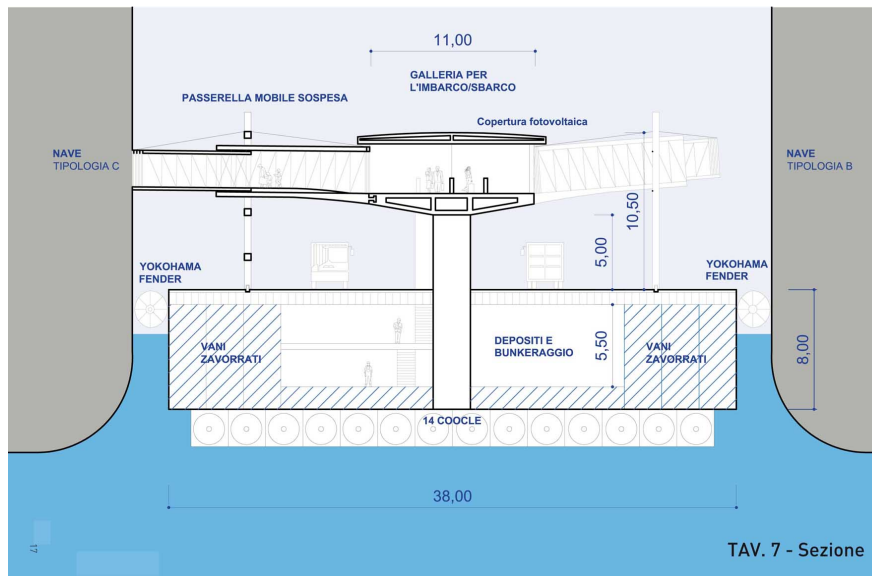 11,00
GALLERIA PER
L'IMBARCO/SBARCO
PASSERELLA MOBILE SOSPESA
Copertura fotovoltaica
NAVE
TIPOLOGIA C
NAVE
TIPOLOGIA B
10,50
5,00
YOKOHAMA
FENDER
YOKOHAMA
FENDER
VANI
ZAVORRATI
DEPOSITI E
BUNKERAGGIO
5,50
VANI
ZAVORRATI
8,00
14 COOCLE
38,00
17
TAV. 7 - Sezione